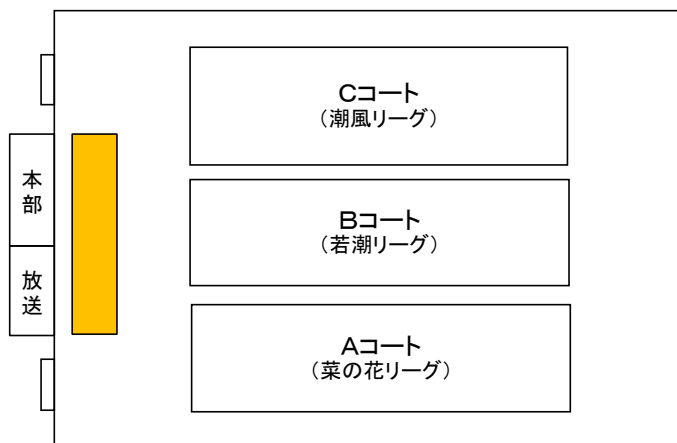 Cコート
（潮風リーグ）
本部
Bコート
（若潮リーグ）
放送
Aコート
（菜の花リーグ）